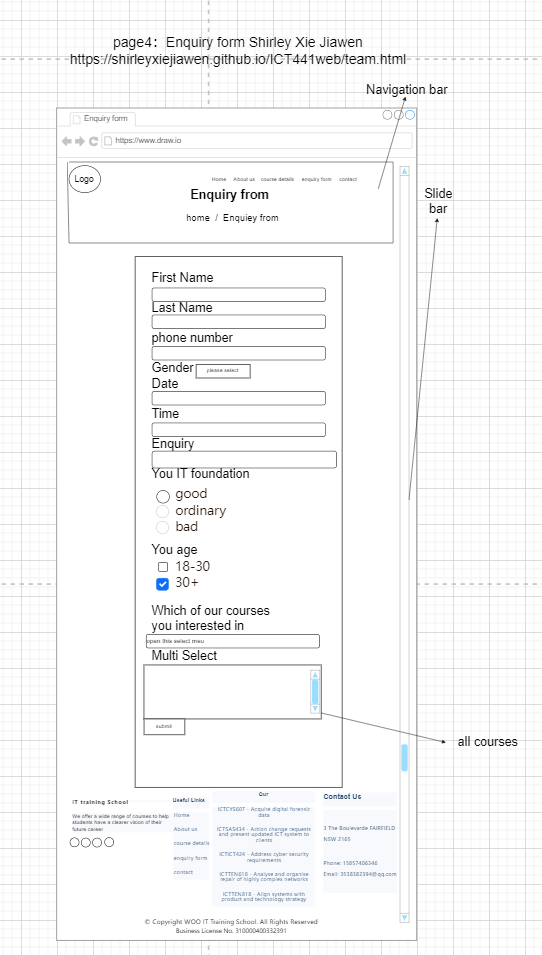 page4: Enquiry form Shirley Xie Jiawen
https://shirleyxiejiawen.github.io/ICT441web/team.html
Navigation bar
Enquiry form
https://www.draw.io
Logo
Home About us course details enquiry form contact
Enquiry from
home / Enquiey from
Slide
bar
First Name
Last Name
phone number
Gender please select
Date
Time
Enquiry
You IT foundation
good
ordinary
bad
You age
18-30
30+
Which of our courses
you interested in
open this select meu
Multi Select
submit
all courses
IT training School
We offer a wide range of courses to help
students have a clearer vision of their
future career
Useful Links
Home
About us
course details
enquiry form
contact
Our
ICTCYS607 - Acquire digital forensic
data
ICTSAS434 - Action change requests
and present updated ICT system to
clients
ICTICT424 - Address cyber security
requirements
ICTTEN618 - Analyse and organise
repair of highly complex networks
ICTTEN818 - Align systems with
product and technology strategy
Contact Us
3 The Boulevarde FAIRFIELD
NSW 2165
Phone: 15857406346
Email: 3538382394@qq.com
© Copyright WOO IT Training School. All Rights Reserved
Business License No. 310000400332391